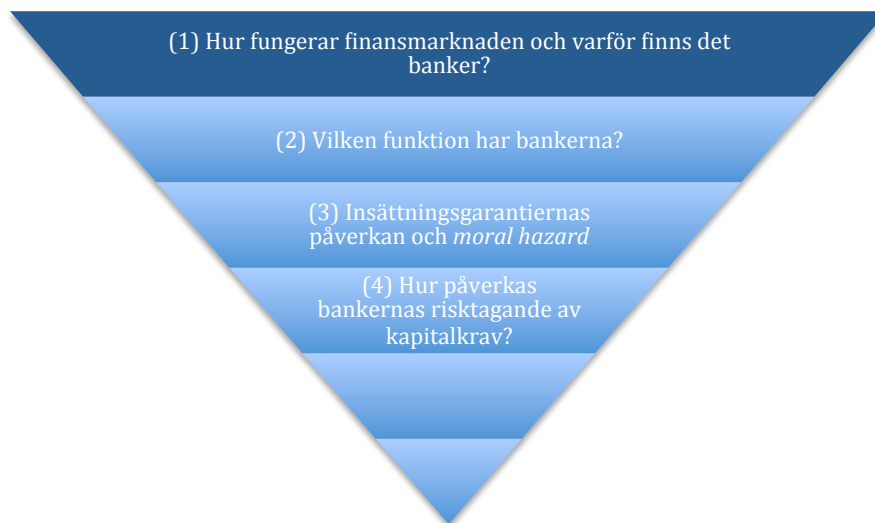 (1) Hur fungerar finansmarknaden och varför finns det
banker?
(2) Vilken funktion har bankerna?
(3) Insättningsgarantiernas
påverkan och moral hazard
(4) Hur påverkas
bankernas risktagande av
kapitalkrav?